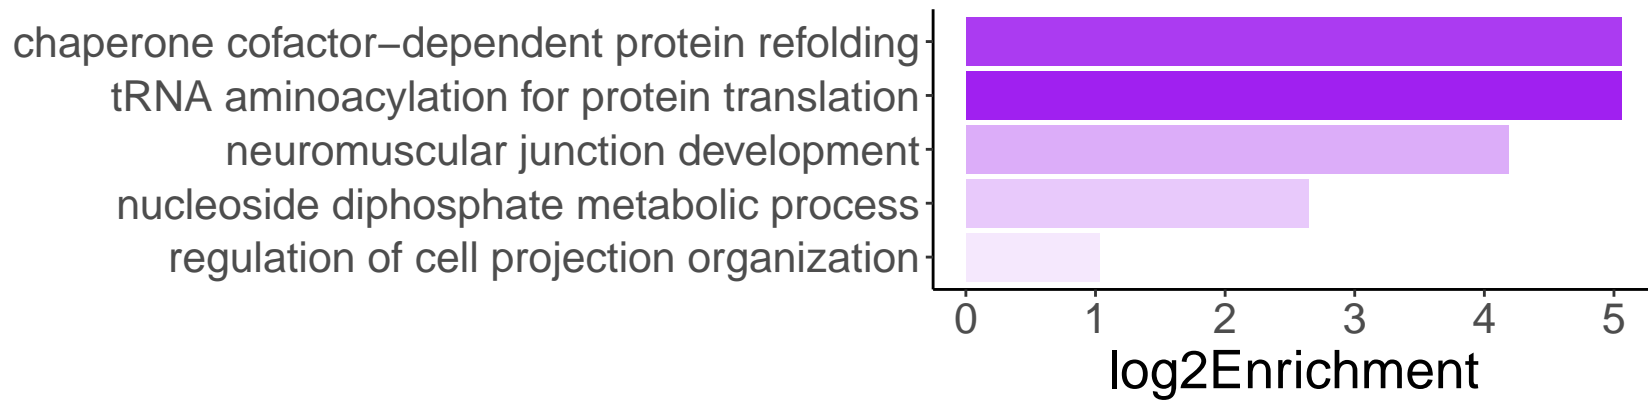 chaperone cofactor−dependent protein refolding
tRNA aminoacylation for protein translation
neuromuscular junction development
nucleoside diphosphate metabolic process
regulation of cell projection organization
0 1 2 3 4 5
log2Enrichment